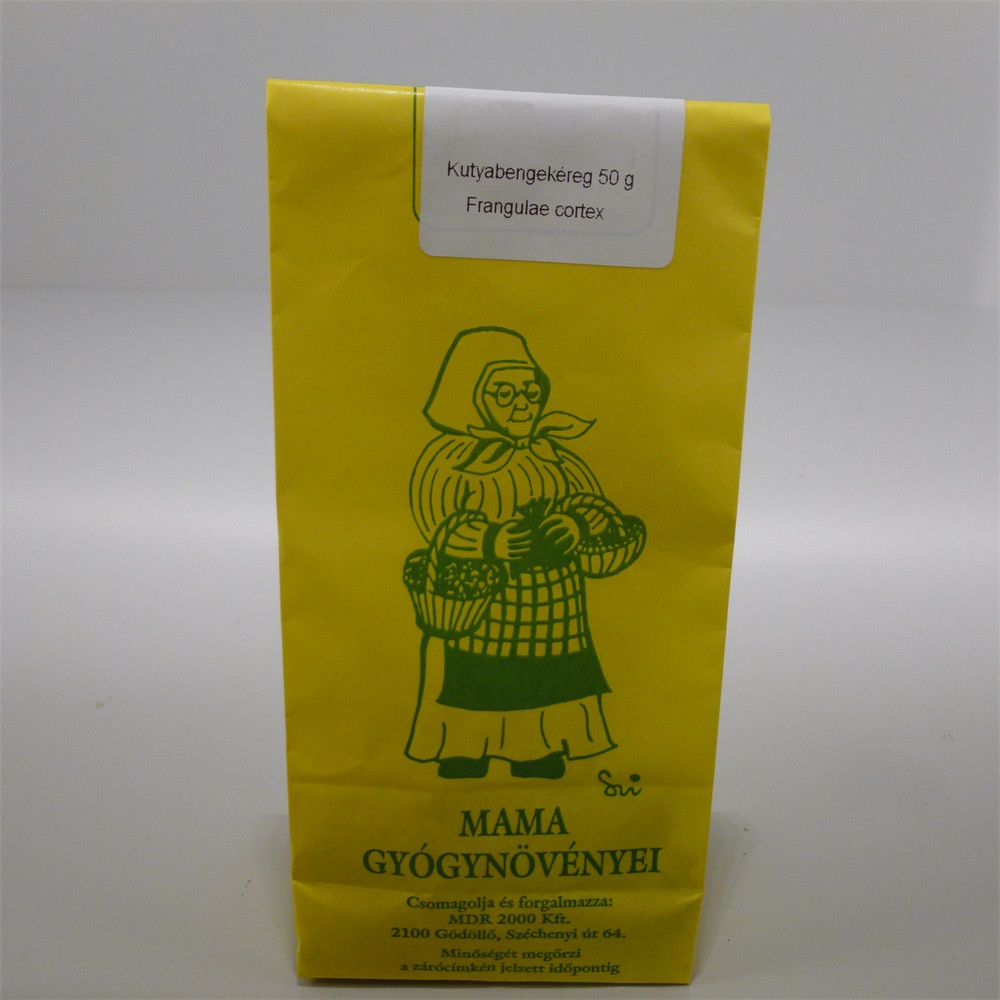 Kutyabengekéreg 50 g
Frangulae cortex
Svi
MAMA
GYÓGYNÖVÉNYEI
Csomagolja és forgalmazza:
MDR 2000 Kft.
2100 Gödöllő, Széchenyi út 64.
Minőségét megőrzi
a zárócímkén jelzett időpontig